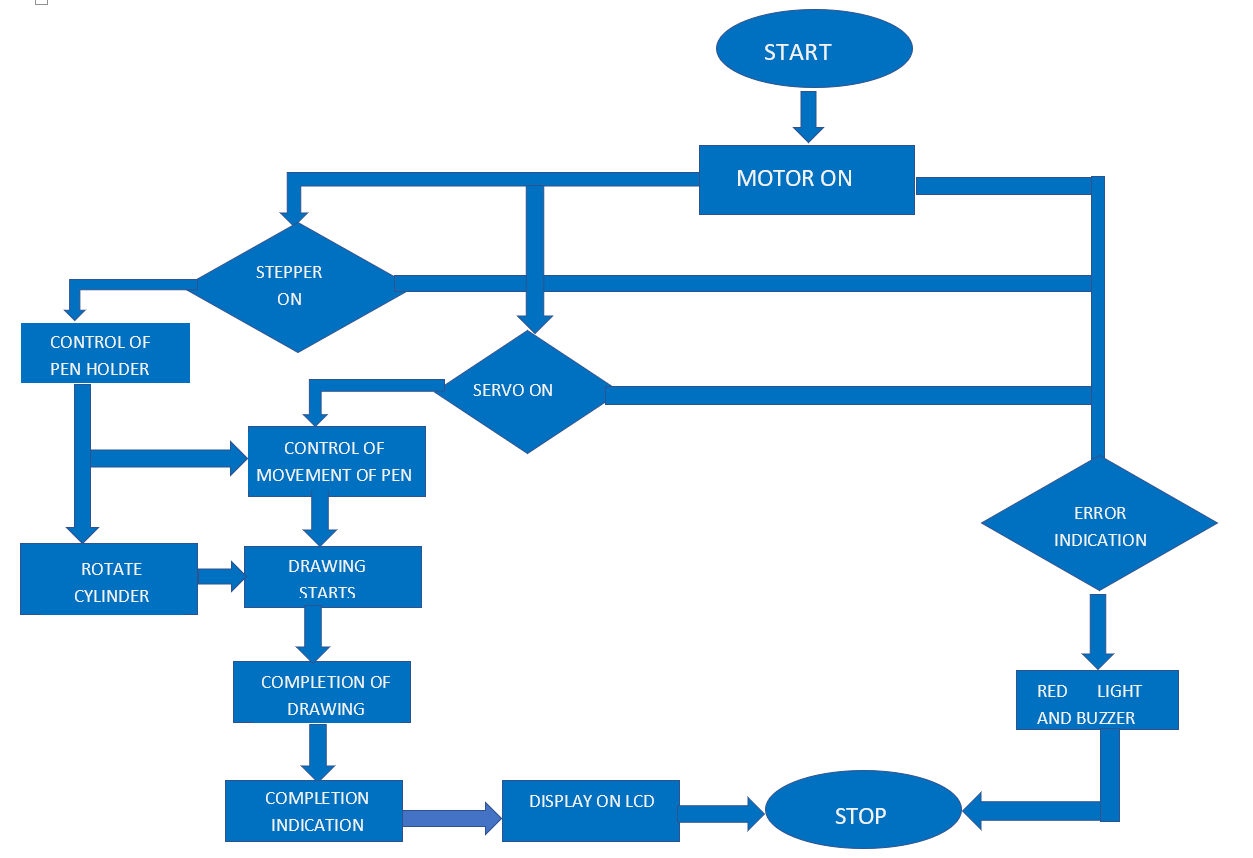 START
MOTOR ON
STEPPER
ON
CONTROL OF
PEN HOLDER
SERVO ON
CONTROL OF
MOVEMENT OF PEN
ERROR
INDICATION
ROTATE
CYLINDER
DRAWING
STARTS
COMPLETION OF
DRAWING
RED LIGHT
AND BUZZER
COMPLETION
INDICATION
DISPLAY ON LCD
STOP